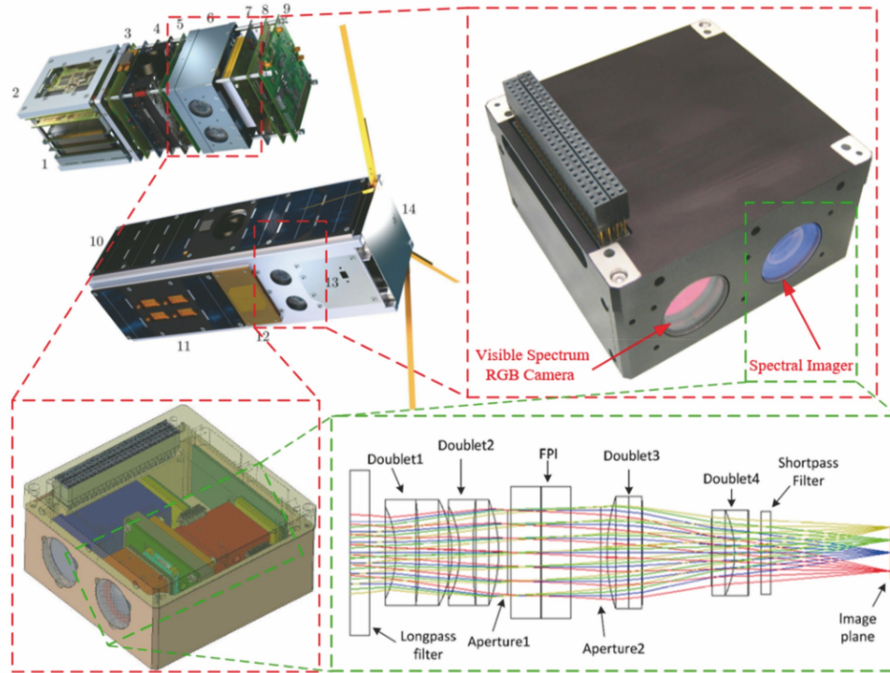 1
2
3
4
5
6
7
8
9
10
11
12
13
14
Visible Spectrum
RGB Camera
Spectral Imager
Doublet1
Doublet2
FPI
Doublet3
Doublet4
Shortpass
Filter
Longpass
filter
Aperture1
Aperture2
Image
plane